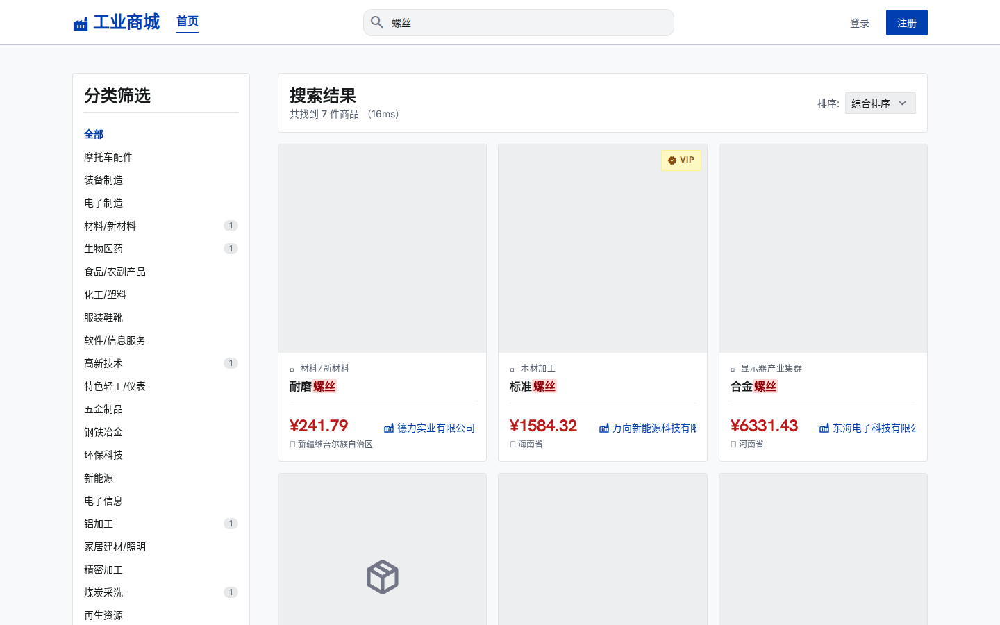 工业商城
首页
螺丝
登录
注册
分类筛选
全部
摩托车配件
装备制造
电子制造
材料/新材料 1
生物医药 1
食品/农副产品
化工/塑料
服装鞋靴
软件/信息服务
高新技术 1
特色轻工/仪表
五金制品
钢铁冶金
环保科技
新能源
电子信息
铝加工 1
家居建材/照明
精密加工
煤炭采洗 1
再生资源
搜索结果
共找到 7 件商品 （16ms）
排序: 综合排序
材料/新材料
耐磨螺丝
¥241.79 德力实业有限公司
新疆维吾尔族自治区
VIP
木材加工
标准螺丝
¥1584.32 万向新能源科技有限
海南省
显示器产业集群
合金螺丝
¥6331.43 东海电子科技有限公
河南省